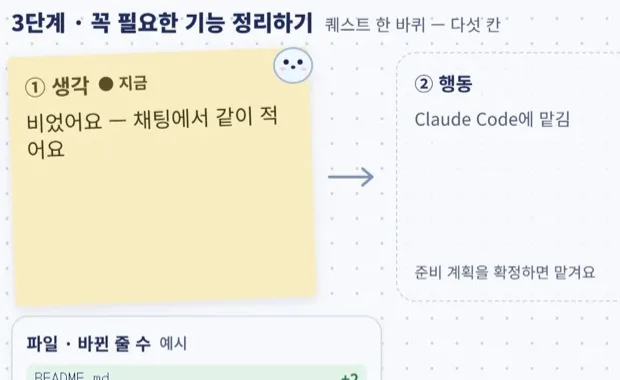 3단계 · 꼭 필요한 기능 정리하기 퀘스트 한 바퀴 — 다섯 칸
① 생각 ● 지금
비었어요 — 채팅에서 같이 적
어요
② 행동
Claude Code에 맡김
준비 계획을 확정하면 맡겨요
파일 · 바뀐 줄 수 예시
README.md +2